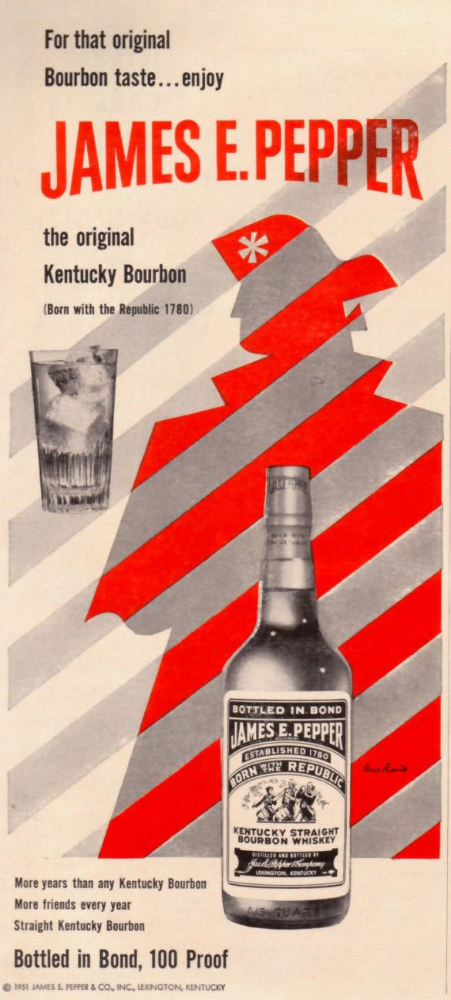 For that original
Bourbon taste...enjoy
JAMES E. PEPPER
the original
Kentucky Bourbon
(Born with the Republic 1780)
JAS.E.PEPPER
BORN WITH
THE REPUBLIC
BOTTLED IN BOND
JAMES E. PEPPER
ESTABLISHED 1780
BORN WITH THE REPUBLIC
Paul Rand
KENTUCKY STRAIGHT
BOURBON WHISKEY
DISTILLED AND BOTTLED BY
Jas. E. Pepper & Company
LEXINGTON, KENTUCKY
4/5 QUART
More years than any Kentucky Bourbon
More friends every year
Straight Kentucky Bourbon
Bottled in Bond, 100 Proof
© 1951 JAMES E. PEPPER & CO., INC., LEXINGTON, KENTUCKY